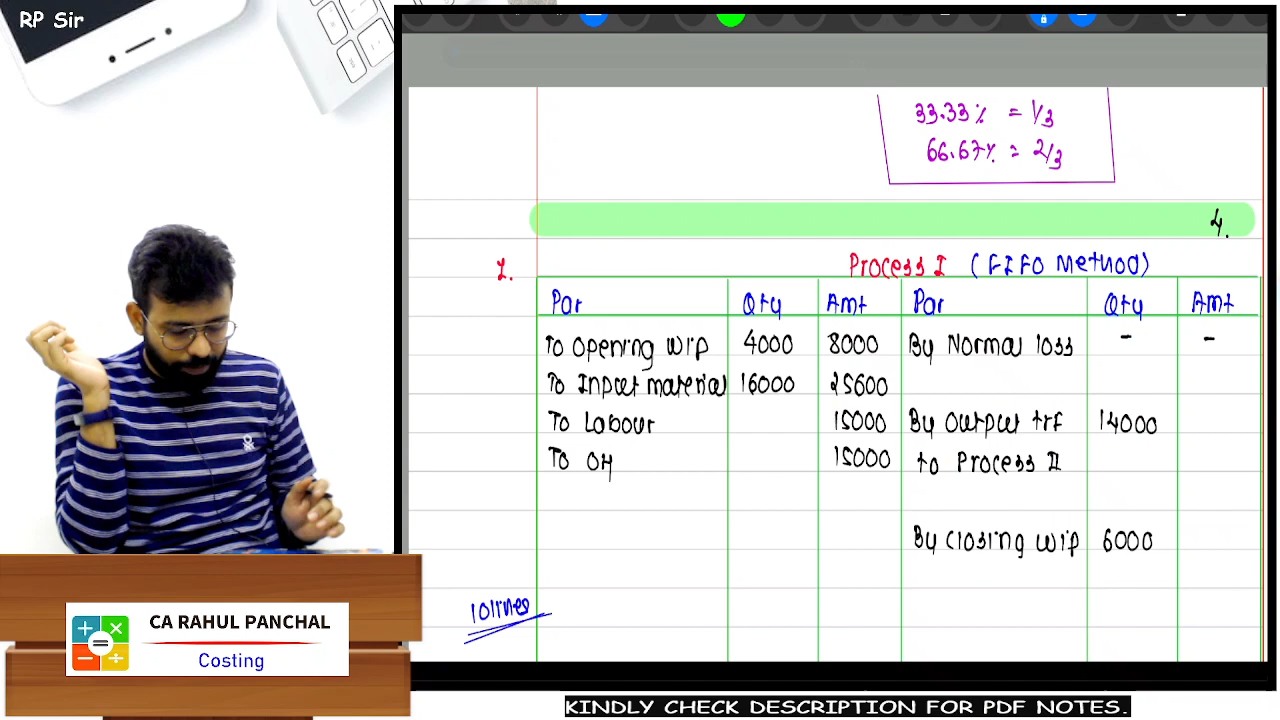 RP Sir
33.33% = 1/3
66.67% = 2/3
4.
1. Process I (FIFO Method)
Par Qty Amt Par Qty Amt
To Opening WIP 4000 8000 By Normal loss - -
To Input material 16000 25600
To Labour 15000 By Output trf 14000
To OH 15000 to Process II
By Closing WIP 6000
10 lines
CA RAHUL PANCHAL
Costing
KINDLY CHECK DESCRIPTION FOR PDF NOTES.